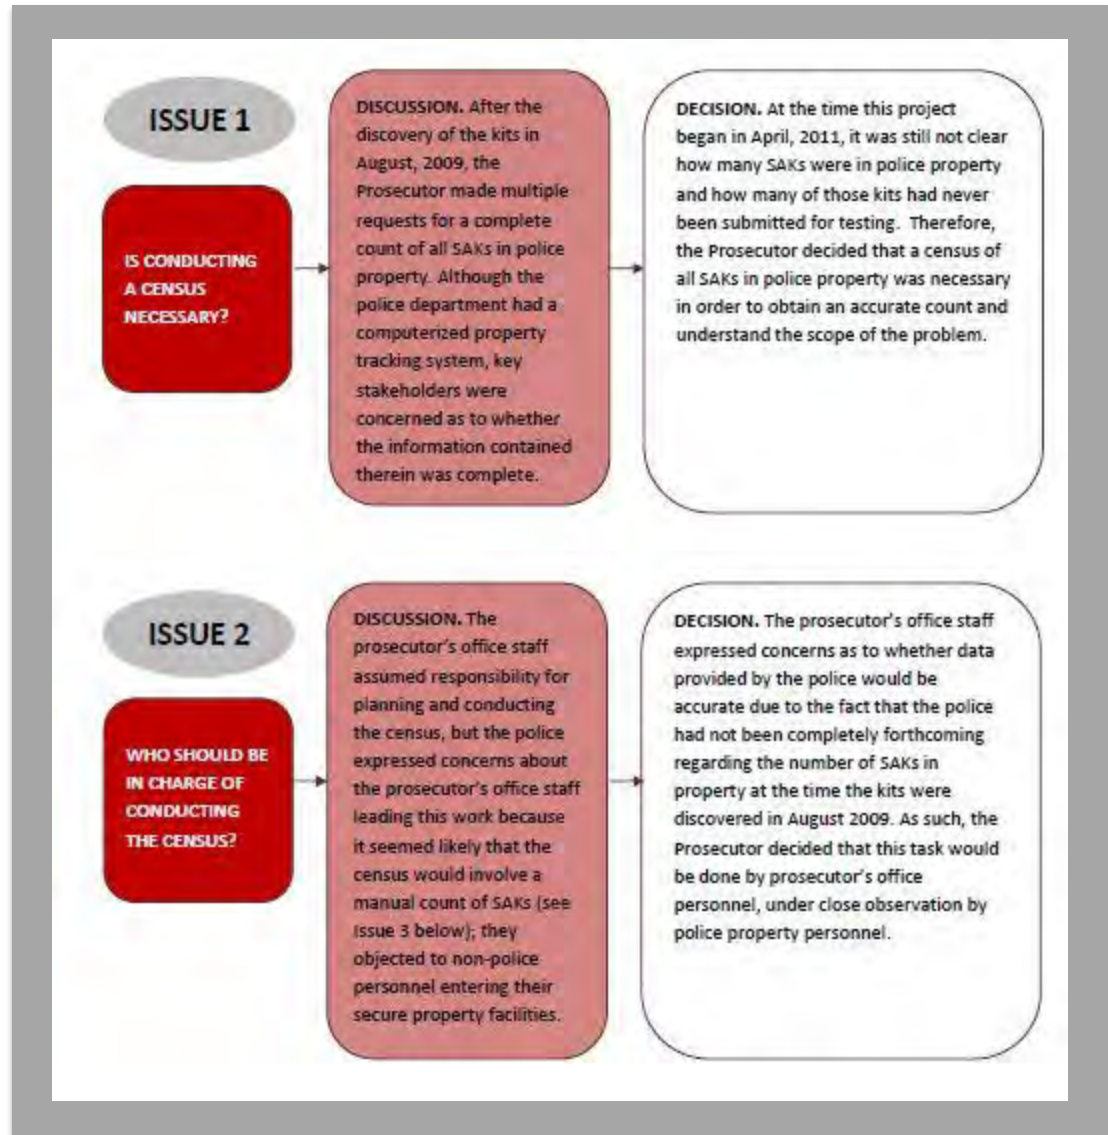 ISSUE 1
IS CONDUCTING
A CENSUS
NECESSARY?
DISCUSSION. After the
discovery of the kits in
August, 2009, the
Prosecutor made multiple
requests for a complete
count of all SAKs in police
property. Although the
police department had a
computerized property
tracking system, key
stakeholders were
concerned as to whether
the information contained
therein was complete.
DECISION. At the time this project
began in April, 2011, it was still not clear
how many SAKs were in police property
and how many of those kits had never
been submitted for testing. Therefore,
the Prosecutor decided that a census of
all SAKs in police property was necessary
in order to obtain an accurate count and
understand the scope of the problem.
ISSUE 2
WHO SHOULD BE
IN CHARGE OF
CONDUCTING
THE CENSUS?
DISCUSSION. The
prosecutor's office staff
assumed responsibility for
planning and conducting
the census, but the police
expressed concerns about
the prosecutor's office staff
leading this work because
it seemed likely that the
census would involve a
manual count of SAKs (see
Issue 3 below); they
objected to non-police
personnel entering their
secure property facilities.
DECISION. The prosecutor's office staff
expressed concerns as to whether data
provided by the police would be
accurate due to the fact that the police
had not been completely forthcoming
regarding the number of SAKs in
property at the time the kits were
discovered in August 2009. As such, the
Prosecutor decided that this task would
be done by prosecutor's office
personnel, under close observation by
police property personnel.